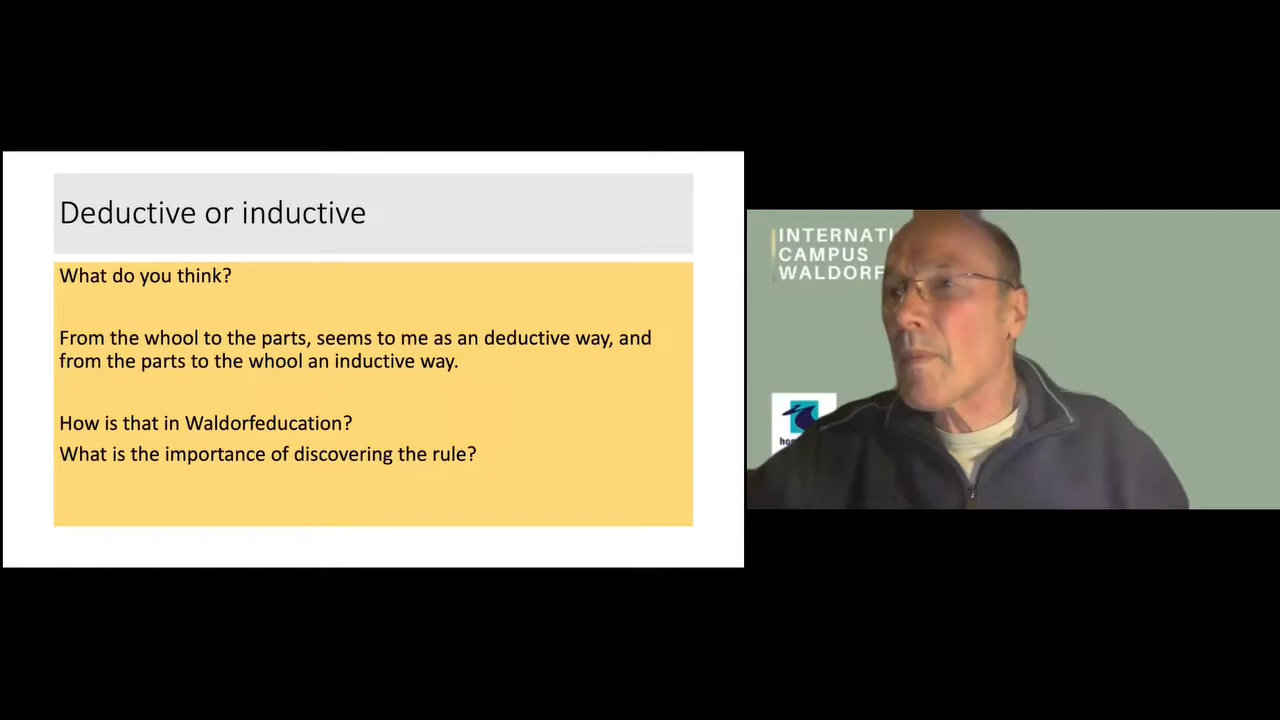 Deductive or inductive
What do you think?
From the whool to the parts, seems to me as an deductive way, and
from the parts to the whool an inductive way.
How is that in Waldorfeducation?
What is the importance of discovering the rule?
INTERNATI
CAMPUS
WALDORF